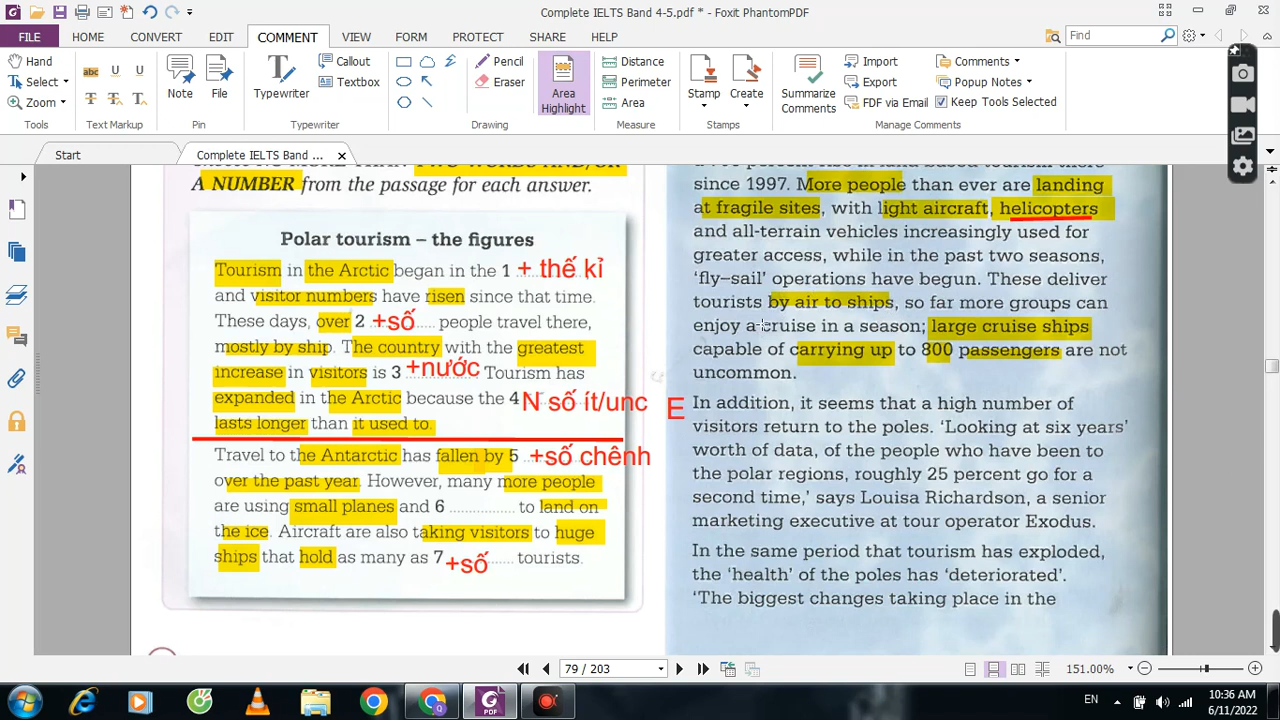 Complete IELTS Band 4-5.pdf * - Foxit PhantomPDF
FILE HOME CONVERT EDIT COMMENT VIEW FORM PROTECT SHARE HELP
Find
Hand
Select
Zoom
Tools
abc U U
T T T
Text Markup
Note
File
Pin
Typewriter
Callout
Textbox
Typewriter
Pencil
Eraser
Area Highlight
Drawing
Distance
Perimeter
Area
Measure
Stamp
Create
Stamps
Summarize Comments
Import
Export
FDF via Email
Comments
Popup Notes
Keep Tools Selected
Manage Comments
Start
Complete IELTS Band ...
A NUMBER from the passage for each answer.
Polar tourism – the figures
Tourism in the Arctic began in the 1 + thế kỉ
and visitor numbers have risen since that time.
These days, over 2 +số people travel there,
mostly by ship. The country with the greatest
increase in visitors is 3 +nước Tourism has
expanded in the Arctic because the 4 N số ít/unc
lasts longer than it used to.
Travel to the Antarctic has fallen by 5 +số chênh
over the past year. However, many more people
are using small planes and 6 ............... to land on
the ice. Aircraft are also taking visitors to huge
ships that hold as many as 7 +số tourists.
since 1997. More people than ever are landing
at fragile sites, with light aircraft, helicopters
and all-terrain vehicles increasingly used for
greater access, while in the past two seasons,
‘fly–sail’ operations have begun. These deliver
tourists by air to ships, so far more groups can
enjoy a cruise in a season; large cruise ships
capable of carrying up to 800 passengers are not
uncommon.
E In addition, it seems that a high number of
visitors return to the poles. ‘Looking at six years’
worth of data, of the people who have been to
the polar regions, roughly 25 percent go for a
second time,’ says Louisa Richardson, a senior
marketing executive at tour operator Exodus.
In the same period that tourism has exploded,
the ‘health’ of the poles has ‘deteriorated’.
‘The biggest changes taking place in the
79 / 203
151.00%
EN
10:36 AM
6/11/2022